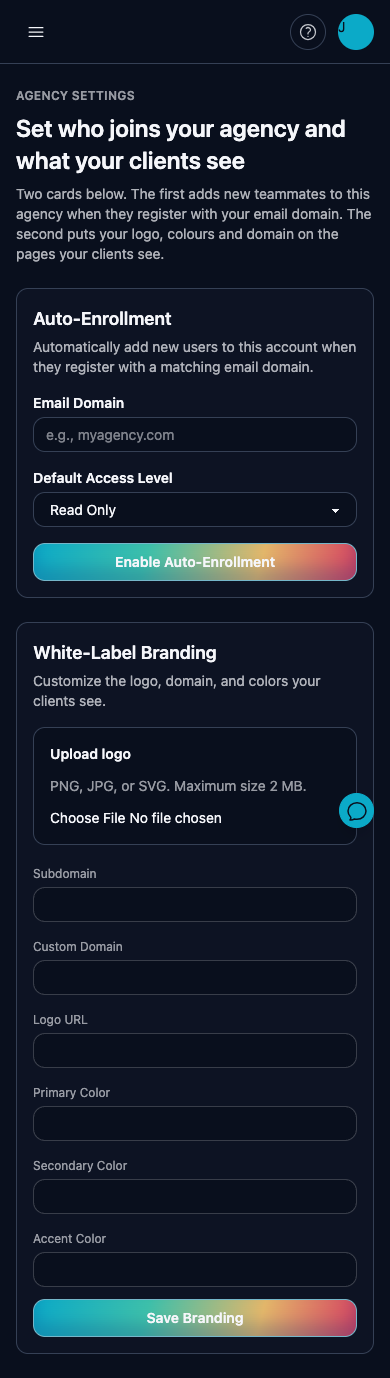 J
AGENCY SETTINGS
Set who joins your agency and
what your clients see
Two cards below. The first adds new teammates to this
agency when they register with your email domain. The
second puts your logo, colours and domain on the
pages your clients see.
Auto-Enrollment
Automatically add new users to this account when
they register with a matching email domain.
Email Domain
e.g., myagency.com
Default Access Level
Read Only
Enable Auto-Enrollment
White-Label Branding
Customize the logo, domain, and colors your
clients see.
Upload logo
PNG, JPG, or SVG. Maximum size 2 MB.
Choose File No file chosen
Subdomain
Custom Domain
Logo URL
Primary Color
Secondary Color
Accent Color
Save Branding